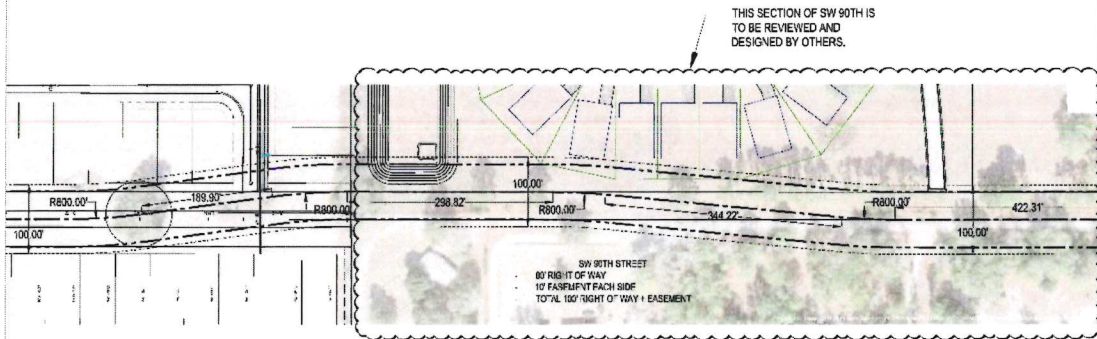 THIS SECTION OF SW 90TH IS
TO BE REVIEWED AND
DESIGNED BY OTHERS.
100.00'
189.90'
R800.00'
R800.00'
298.82'
R800.00'
344.22'
R800.00'
422.31'
100.00'
100.00'
SW 90TH STREET
- 80' RIGHT OF WAY
- 10' EASEMENT EACH SIDE
- TOTAL 100' RIGHT OF WAY + EASEMENT